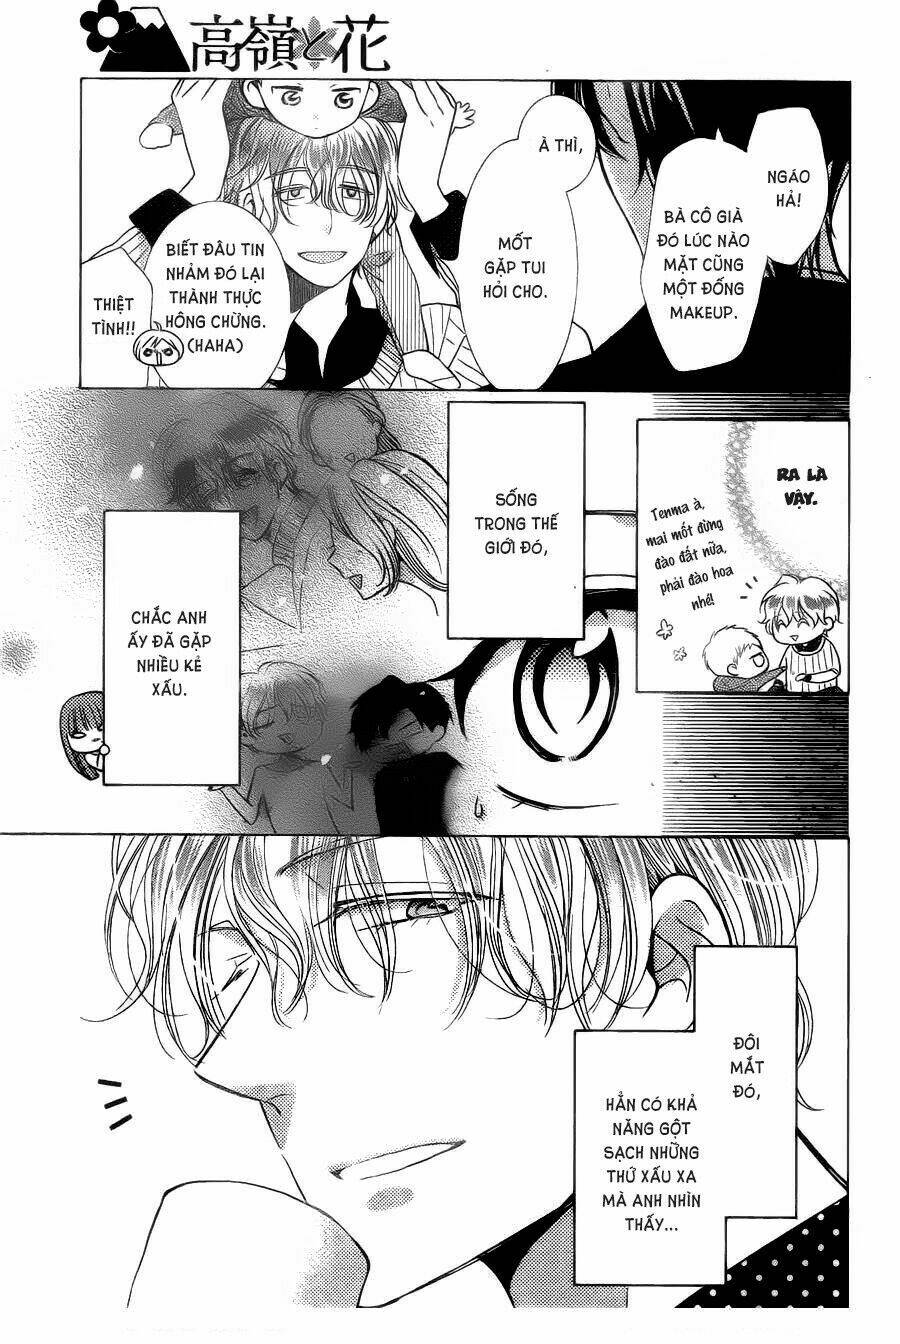 高嶺と花
NGÁO
HẢ!
BÀ CÔ GIÀ
ĐÓ LÚC NÀO
MẶT CŨNG
MỘT ĐỐNG
MAKEUP.
À THÌ,
MỐT
GẶP TUI
HỎI CHO.
BIẾT ĐÂU TIN
NHẢM ĐÓ LẠI
THÀNH THỰC
HÔNG CHỪNG.
(HAHA)
THIỆT
TÌNH!!
RA LÀ
VẬY.
Tenma à,
mai mốt đừng
đào đất nữa,
phải đào hoa
nhé!
SỐNG
TRONG THẾ
GIỚI ĐÓ,
CHẮC ANH
ẤY ĐÃ GẶP
NHIỀU KẺ
XẤU.
ĐÔI
MẮT
ĐÓ,
HẲN CÓ KHẢ
NĂNG GỘT
SẠCH NHỮNG
THỨ XẤU XA
MÀ ANH NHÌN
THẤY...